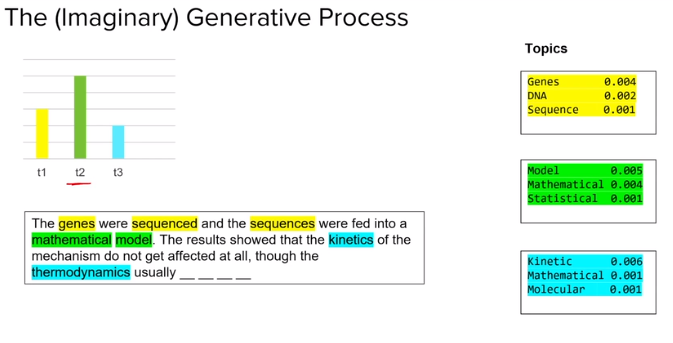 The (Imaginary) Generative Process
Topics
Genes 0.004
DNA 0.002
Sequence 0.001
t1 t2 t3
Model 0.005
Mathematical 0.004
Statistical 0.001
The genes were sequenced and the sequences were fed into a
mathematical model. The results showed that the kinetics of the
mechanism do not get affected at all, though the
thermodynamics usually __ __ __ __
Kinetic 0.006
Mathematical 0.001
Molecular 0.001